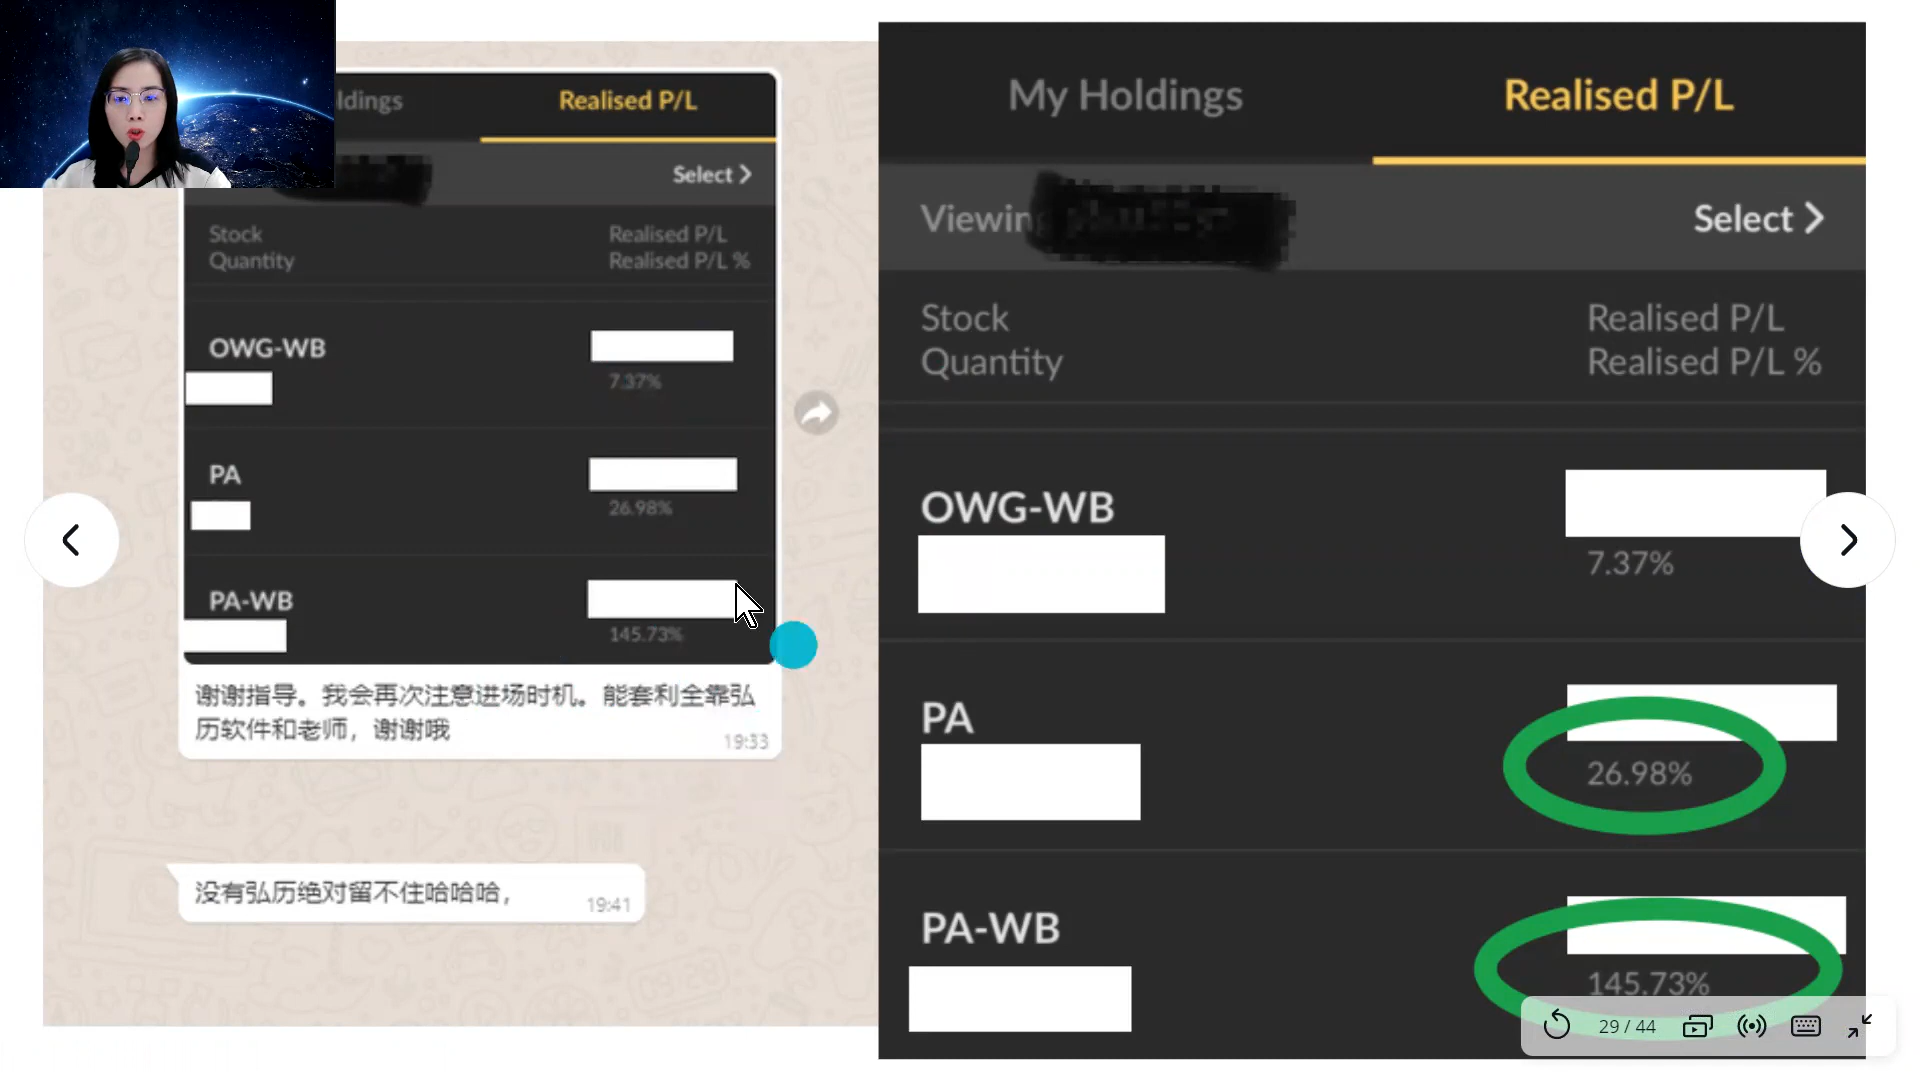 ldings
Realised P/L
Select >
Stock
Quantity
Realised P/L
Realised P/L %
OWG-WB
7.37%
PA
26.98%
PA-WB
145.73%
谢谢指导。我会再次注意进场时机。能套利全靠弘
历软件和老师，谢谢哦
19:33
没有弘历绝对留不住哈哈哈，
19:41
My Holdings
Realised P/L
Viewing
Select >
Stock
Quantity
Realised P/L
Realised P/L %
OWG-WB
7.37%
PA
26.98%
PA-WB
145.73%
29 / 44